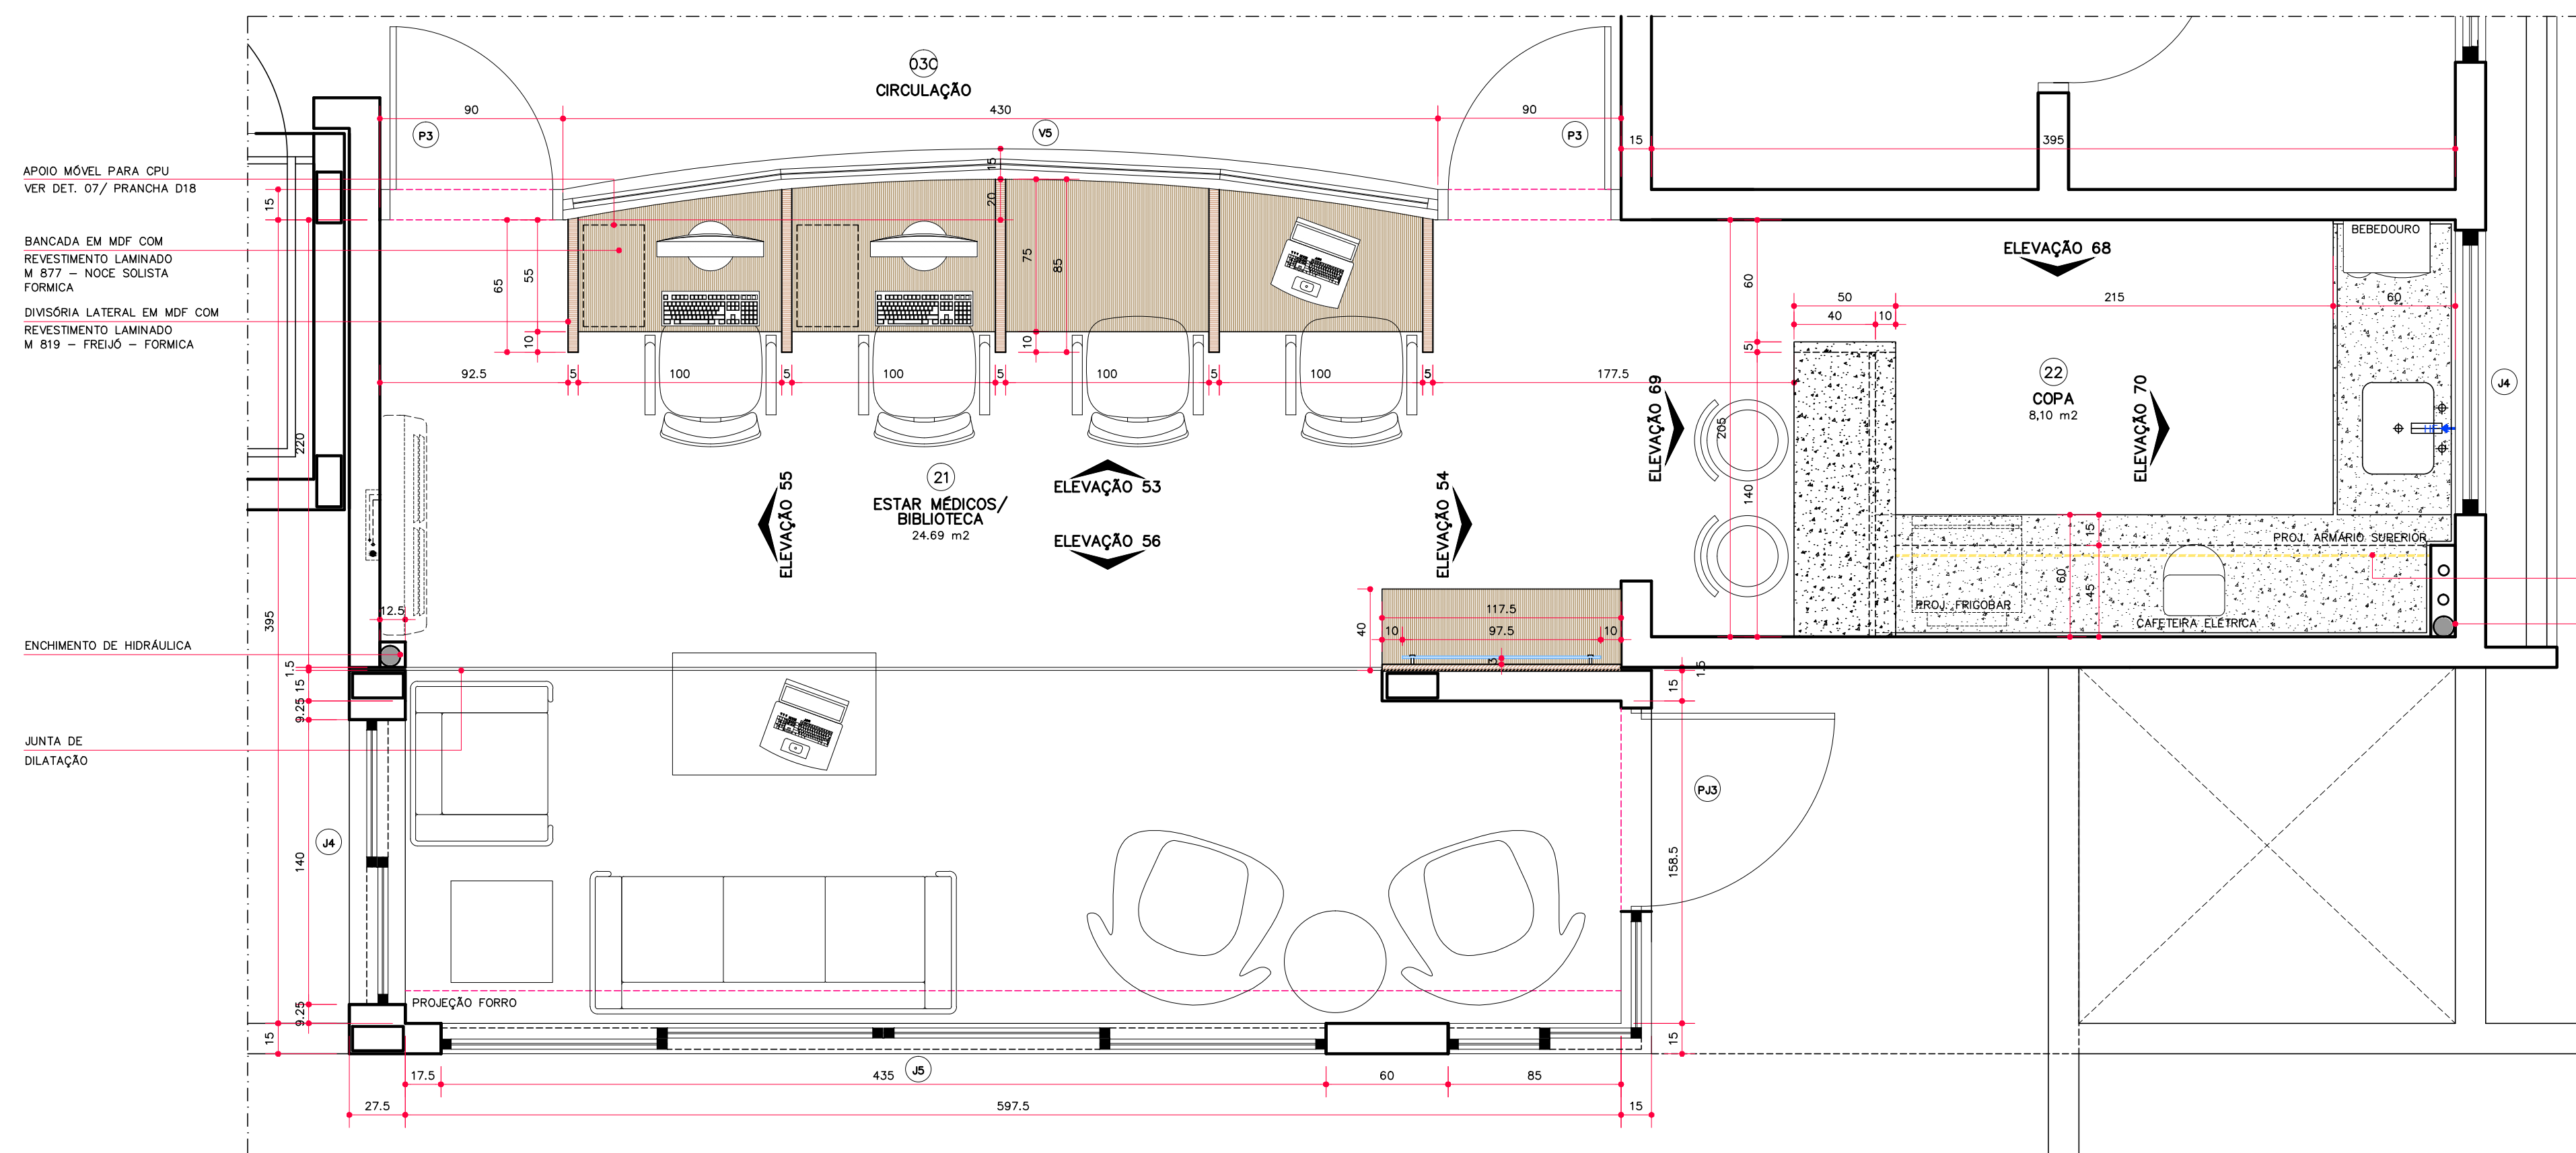 030
CIRCULAÇÃO
90
430
90
P3
V5
P3
15
395
APOIO MÓVEL PARA CPU
VER DET. 07/ PRANCHA D18
15
15
20
BANCADA EM MDF COM
REVESTIMENTO LAMINADO
M 877 – NOCE SOLISTA
FORMICA
DIVISÓRIA LATERAL EM MDF COM
REVESTIMENTO LAMINADO
M 819 – FREIJÓ – FORMICA
65
55
10
75
85
10
92.5
5
100
5
100
5
100
5
100
5
177.5
ELEVAÇÃO 68
BEBEDOURO
60
50
215
60
40
10
5
22
COPA
8,10 m2
ELEVAÇÃO 69
ELEVAÇÃO 70
J4
205
140
220
395
21
ESTAR MÉDICOS/
BIBLIOTECA
24.69 m2
ELEVAÇÃO 53
ELEVAÇÃO 55
ELEVAÇÃO 54
ELEVAÇÃO 56
15
PROJ. ARMÁRIO SUPERIOR
60
45
PROJ. FRIGOBAR
CAFETEIRA ELÉTRICA
12.5
117.5
40
10
97.5
10
3
ENCHIMENTO DE HIDRÁULICA
1.5
15
9.25
1.5
15
JUNTA DE
DILATAÇÃO
PJ3
J4
140
158.5
9.25
PROJEÇÃO FORRO
15
15
17.5
435
J5
60
85
27.5
597.5
15